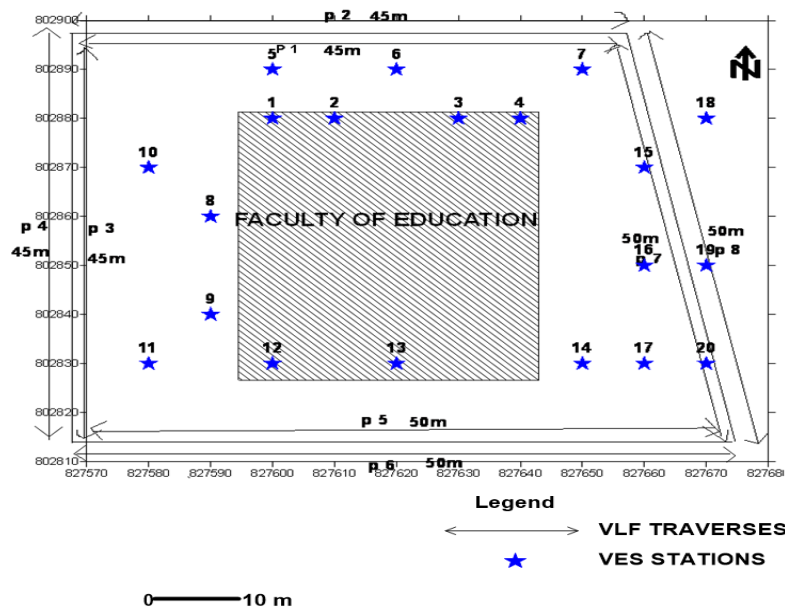 802900
p 2 45m
5 P 1 45m 6 7
802890
1 2 3 4 18
802880
10 15
802870
8
802860
p 4 p 3 FACULTY OF EDUCATION 50m 50m
45m 45m 16 19 p 8
802850
p 7
9
802840
11 12 13 14 17 20
802830
802820
p 5 50m
802810
p 6 50m
827570 827580 827590 827600 827610 827620 827630 827640 827650 827660 827670 82768
Legend
VLF TRAVERSES
VES STATIONS
0 10 m
N